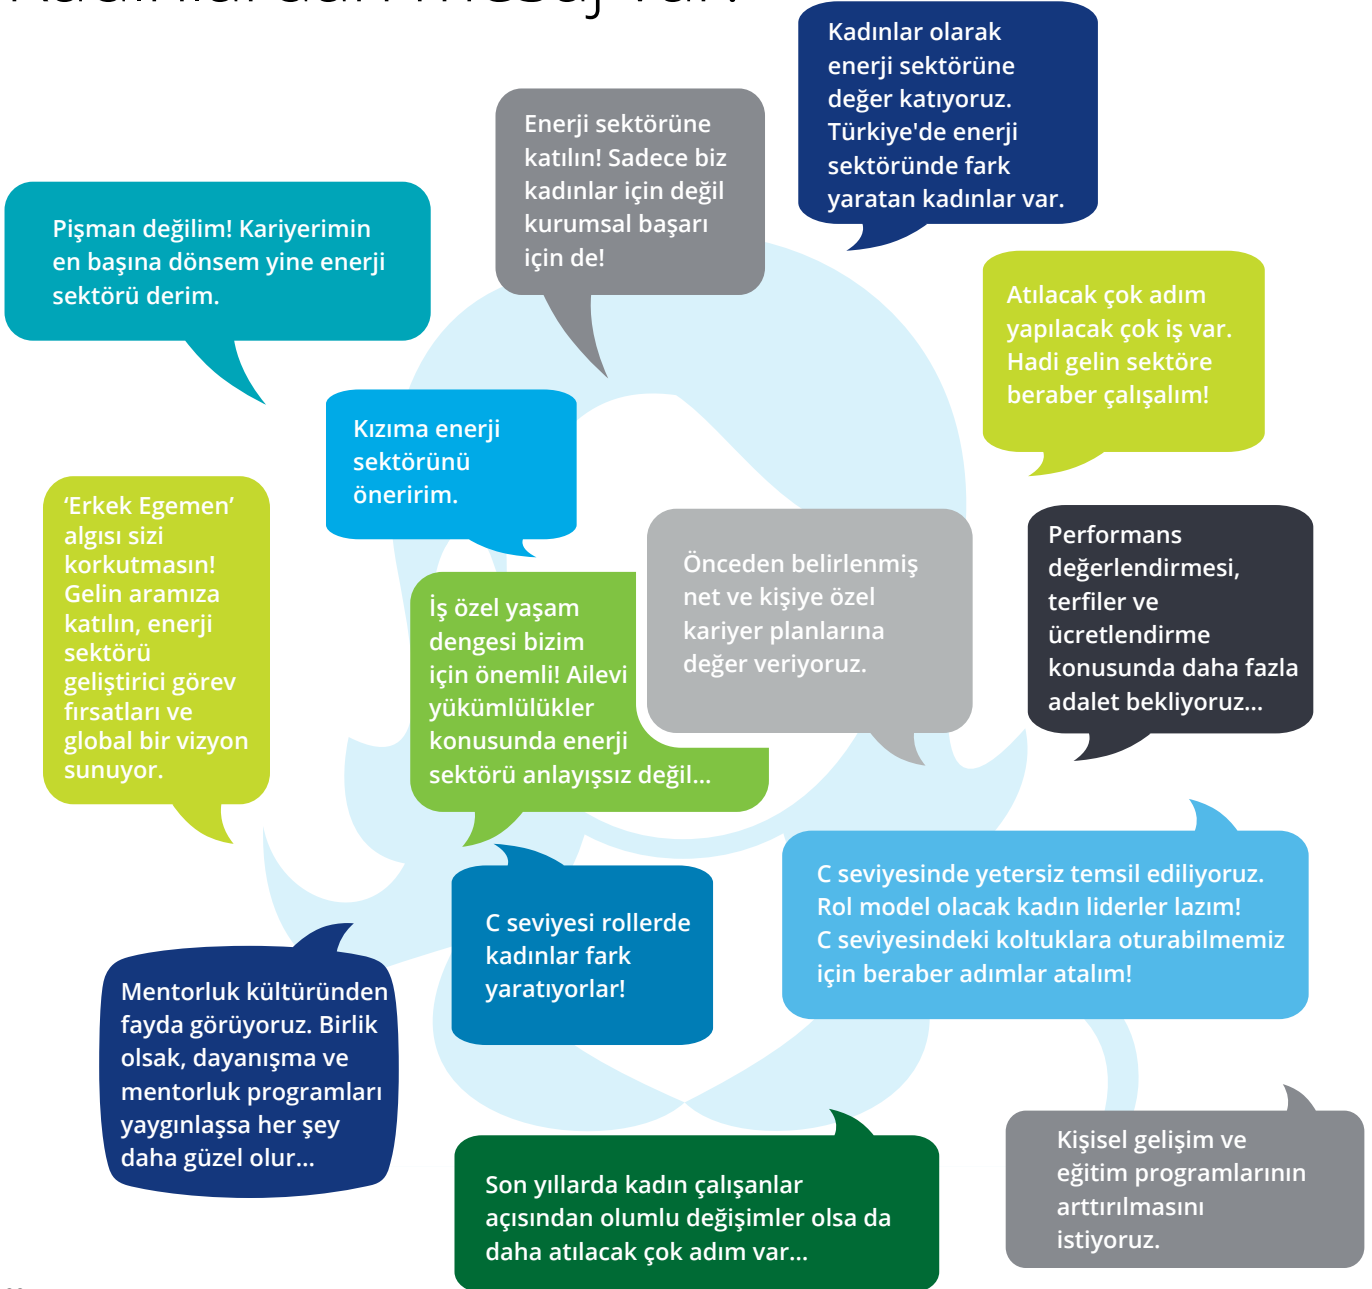 Kadınlardan mesaj var!
Kadınlar olarak
enerji sektörüne
değer katıyoruz.
Türkiye'de enerji
sektöründe fark
yaratan kadınlar var.
Enerji sektörüne
katılın! Sadece biz
kadınlar için değil
kurumsal başarı
için de!
Pişman değilim! Kariyerimin
en başına dönsem yine enerji
sektörü derim.
Atılacak çok adım
yapılacak çok iş var.
Hadi gelin sektöre
beraber çalışalım!
Kızıma enerji
sektörünü
öneririm.
‘Erkek Egemen’
algısı sizi
korkutmasın!
Gelin aramıza
katılın, enerji
sektörü
geliştirici görev
fırsatları ve
global bir vizyon
sunuyor.
İş özel yaşam
dengesi bizim
için önemli! Ailevi
yükümlülükler
konusunda enerji
sektörü anlayışsız değil...
Önceden belirlenmiş
net ve kişiye özel
kariyer planlarına
değer veriyoruz.
Performans
değerlendirmesi,
terfiler ve
ücretlendirme
konusunda daha fazla
adalet bekliyoruz...
C seviyesi rollerde
kadınlar fark
yaratıyorlar!
C seviyesinde yetersiz temsil ediliyoruz.
Rol model olacak kadın liderler lazım!
C seviyesindeki koltuklara oturabilmemiz
için beraber adımlar atalım!
Mentorluk kültüründen
fayda görüyoruz. Birlik
olsak, dayanışma ve
mentorluk programları
yaygınlaşsa her şey
daha güzel olur...
Son yıllarda kadın çalışanlar
açısından olumlu değişimler olsa da
daha atılacak çok adım var...
Kişisel gelişim ve
eğitim programlarının
arttırılmasını
istiyoruz.